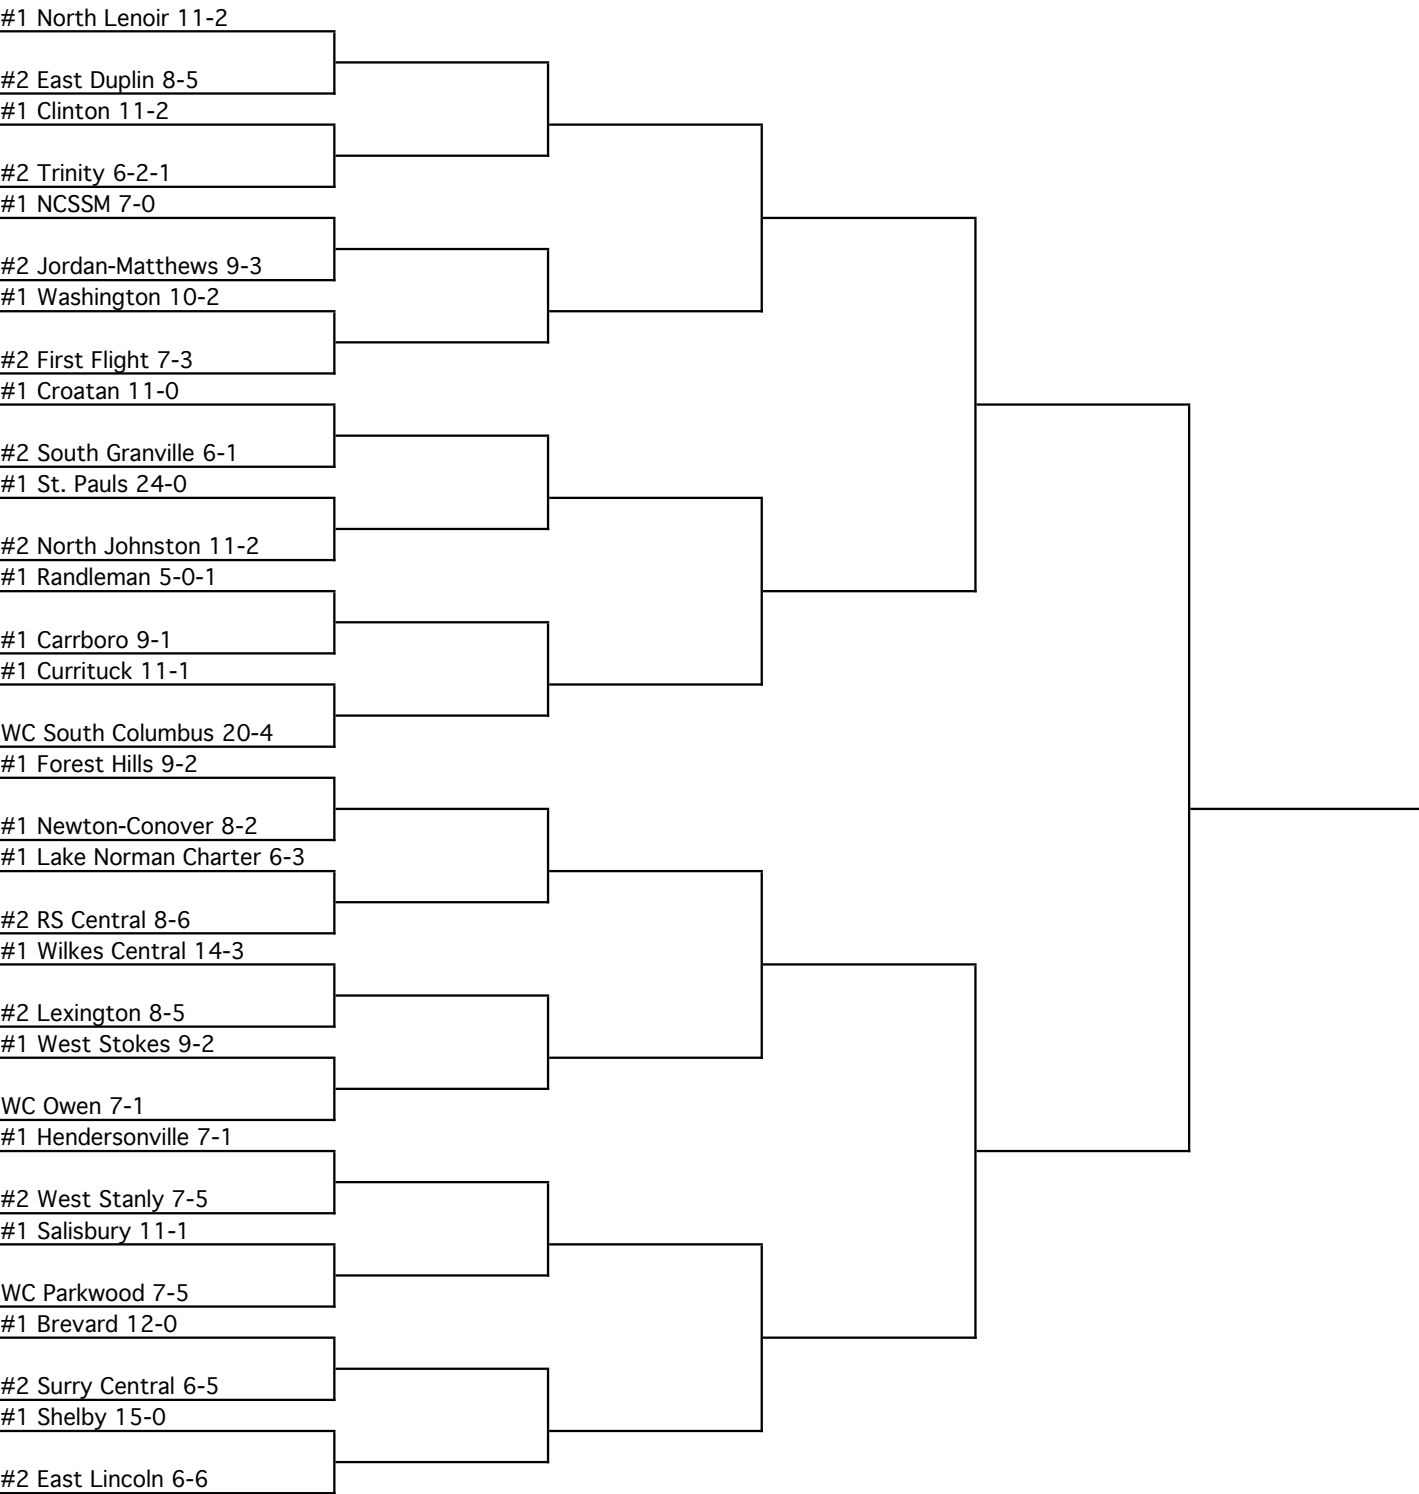 #1 North Lenoir 11-2
#2 East Duplin 8-5
#1 Clinton 11-2
#2 Trinity 6-2-1
#1 NCSSM 7-0
#2 Jordan-Matthews 9-3
#1 Washington 10-2
#2 First Flight 7-3
#1 Croatan 11-0
#2 South Granville 6-1
#1 St. Pauls 24-0
#2 North Johnston 11-2
#1 Randleman 5-0-1
#1 Carrboro 9-1
#1 Currituck 11-1
WC South Columbus 20-4
#1 Forest Hills 9-2
#1 Newton-Conover 8-2
#1 Lake Norman Charter 6-3
#2 RS Central 8-6
#1 Wilkes Central 14-3
#2 Lexington 8-5
#1 West Stokes 9-2
WC Owen 7-1
#1 Hendersonville 7-1
#2 West Stanly 7-5
#1 Salisbury 11-1
WC Parkwood 7-5
#1 Brevard 12-0
#2 Surry Central 6-5
#1 Shelby 15-0
#2 East Lincoln 6-6